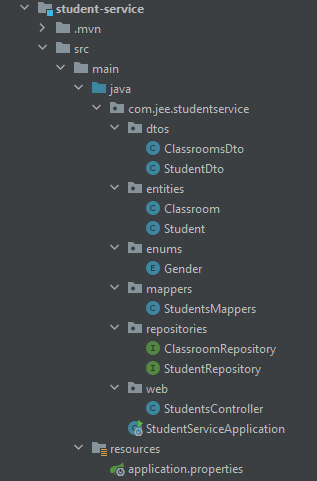 student-service
.mvn
src
main
java
com.jee.studentservice
dtos
C ClassroomsDto
C StudentDto
entities
C Classroom
C Student
enums
E Gender
mappers
C StudentsMappers
repositories
I ClassroomRepository
I StudentRepository
web
C StudentsController
StudentServiceApplication
resources
application.properties